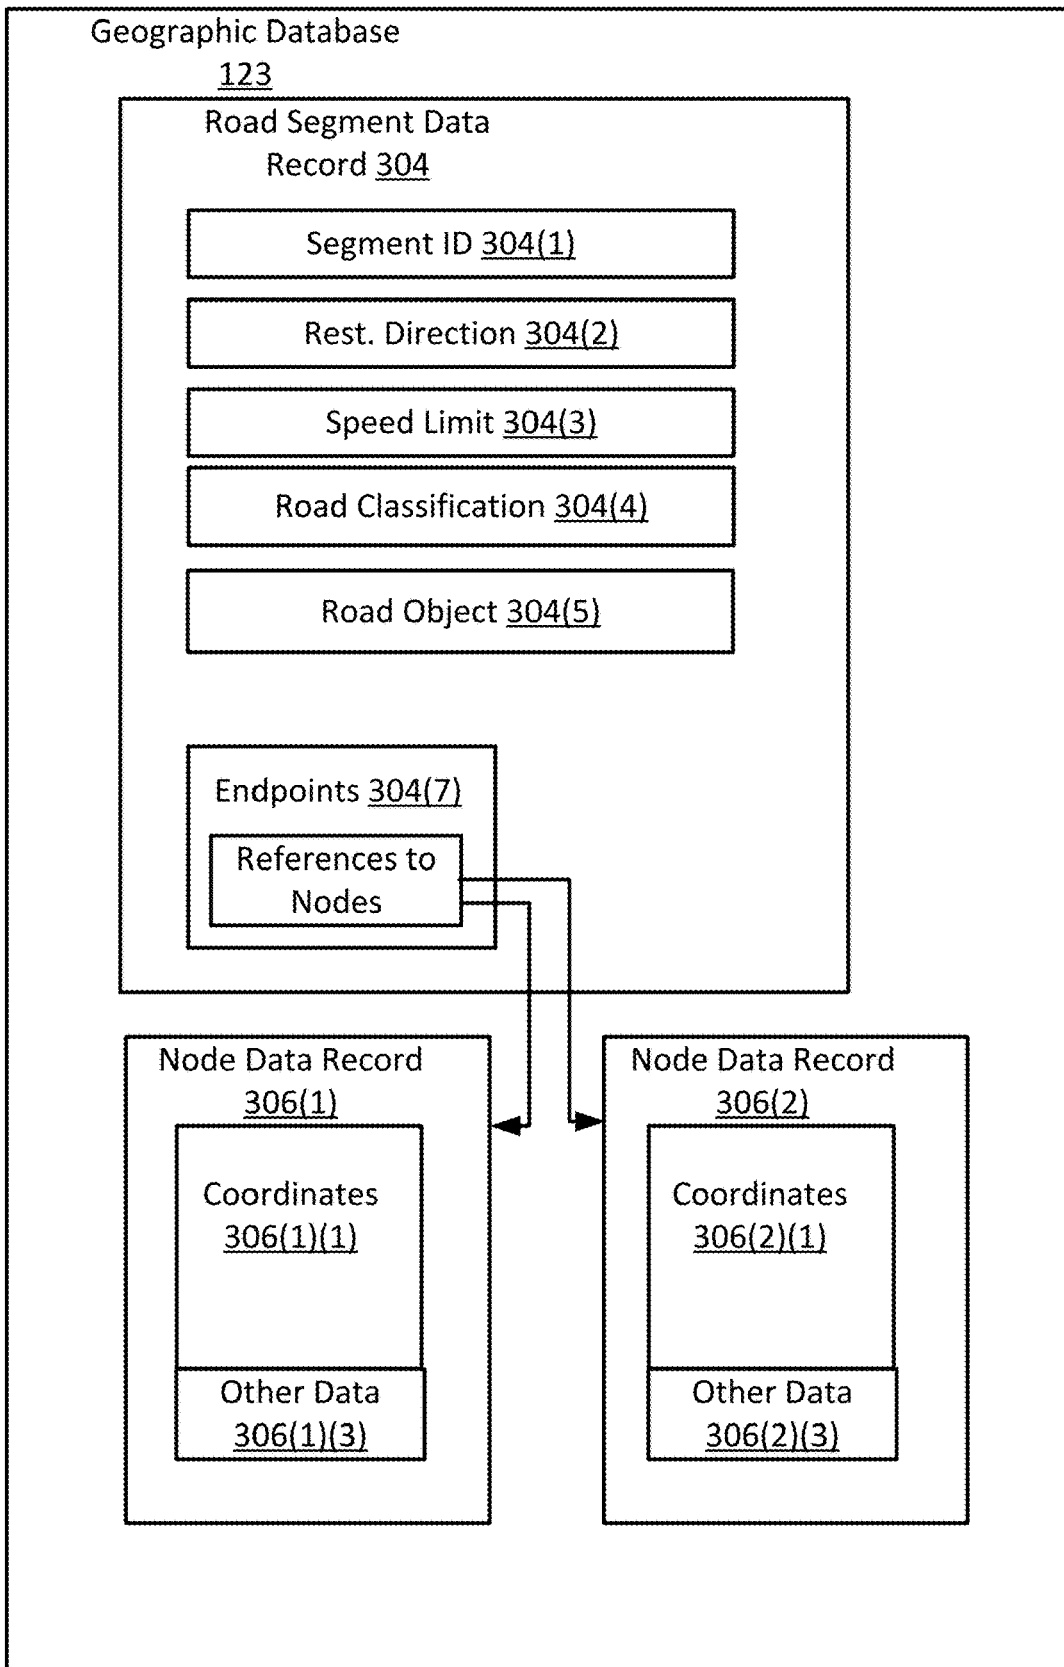 Geographic Database
123
Road Segment Data
Record 304
Segment ID 304(1)
Rest. Direction 304(2)
Speed Limit 304(3)
Road Classification 304(4)
Road Object 304(5)
Endpoints 304(7)
References to
Nodes
Node Data Record
306(1)
Coordinates
306(1)(1)
Other Data
306(1)(3)
Node Data Record
306(2)
Coordinates
306(2)(1)
Other Data
306(2)(3)